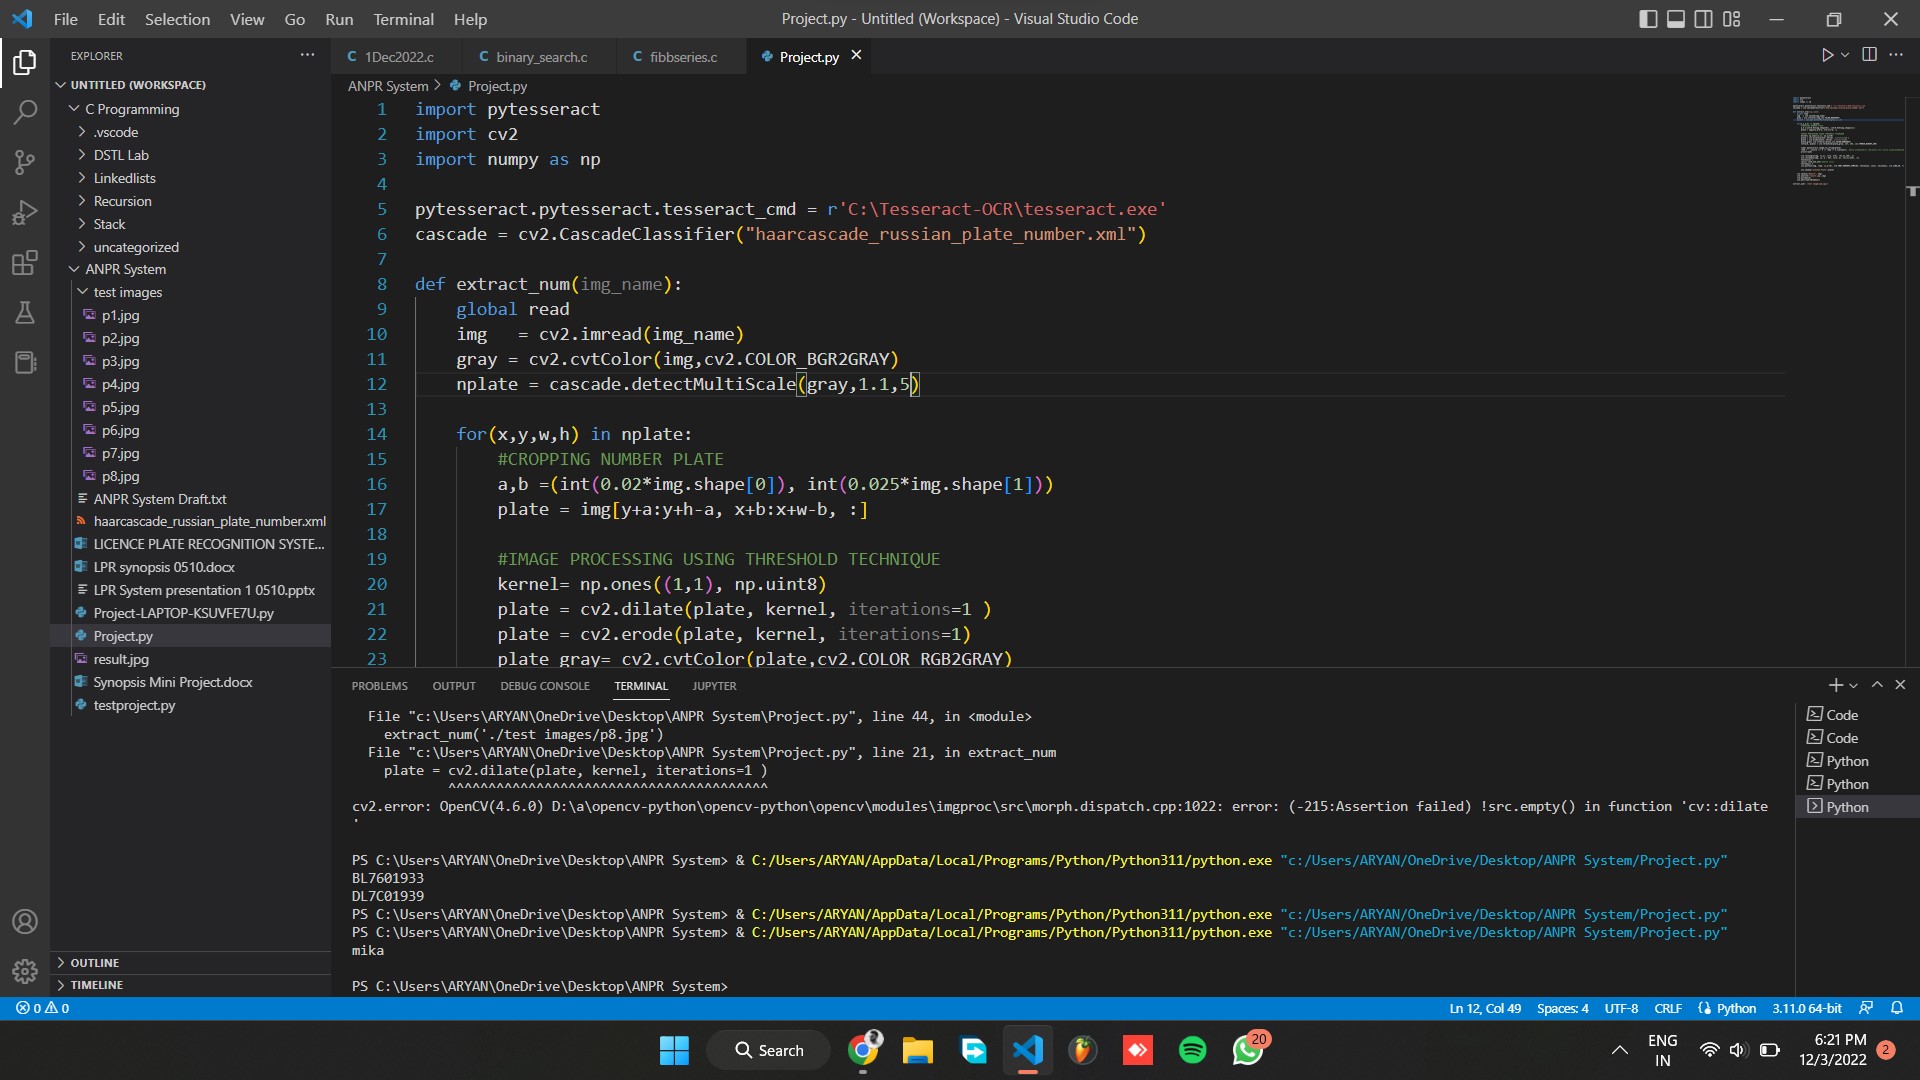 File Edit Selection View Go Run Terminal Help
Project.py - Untitled (Workspace) - Visual Studio Code
EXPLORER
UNTITLED (WORKSPACE)
C Programming
.vscode
DSTL Lab
Linkedlists
Recursion
Stack
uncategorized
ANPR System
test images
p1.jpg
p2.jpg
p3.jpg
p4.jpg
p5.jpg
p6.jpg
p7.jpg
p8.jpg
ANPR System Draft.txt
haarcascade_russian_plate_number.xml
LICENCE PLATE RECOGNITION SYSTE...
LPR synopsis 0510.docx
LPR System presentation 1 0510.pptx
Project-LAPTOP-KSUVFE7U.py
Project.py
result.jpg
Synopsis Mini Project.docx
testproject.py
OUTLINE
TIMELINE
C 1Dec2022.c C binary_search.c C fibbseries.c Project.py
ANPR System > Project.py
1 import pytesseract
2 import cv2
3 import numpy as np
4
5 pytesseract.pytesseract.tesseract_cmd = r'C:\Tesseract-OCR\tesseract.exe'
6 cascade = cv2.CascadeClassifier("haarcascade_russian_plate_number.xml")
7
8 def extract_num(img_name):
9 global read
10 img   = cv2.imread(img_name)
11 gray = cv2.cvtColor(img,cv2.COLOR_BGR2GRAY)
12 nplate = cascade.detectMultiScale(gray,1.1,5)
13
14 for(x,y,w,h) in nplate:
15 #CROPPING NUMBER PLATE
16 a,b =(int(0.02*img.shape[0]), int(0.025*img.shape[1]))
17 plate = img[y+a:y+h-a, x+b:x+w-b, :]
18
19 #IMAGE PROCESSING USING THRESHOLD TECHNIQUE
20 kernel= np.ones((1,1), np.uint8)
21 plate = cv2.dilate(plate, kernel, iterations=1 )
22 plate = cv2.erode(plate, kernel, iterations=1)
23 plate_gray= cv2.cvtColor(plate,cv2.COLOR_RGB2GRAY)
PROBLEMS OUTPUT DEBUG CONSOLE TERMINAL JUPYTER
File "c:\Users\ARYAN\OneDrive\Desktop\ANPR System\Project.py", line 44, in <module>
extract_num('./test images/p8.jpg')
File "c:\Users\ARYAN\OneDrive\Desktop\ANPR System\Project.py", line 21, in extract_num
plate = cv2.dilate(plate, kernel, iterations=1 )
^^^^^^^^^^^^^^^^^^^^^^^^^^^^^^^^^^^^^^^^
cv2.error: OpenCV(4.6.0) D:\a\opencv-python\opencv-python\opencv\modules\imgproc\src\morph.dispatch.cpp:1022: error: (-215:Assertion failed) !src.empty() in function 'cv::dilate
'
PS C:\Users\ARYAN\OneDrive\Desktop\ANPR System> & C:/Users/ARYAN/AppData/Local/Programs/Python/Python311/python.exe "c:/Users/ARYAN/OneDrive/Desktop/ANPR System/Project.py"
BL7601933
DL7C01939
PS C:\Users\ARYAN\OneDrive\Desktop\ANPR System> & C:/Users/ARYAN/AppData/Local/Programs/Python/Python311/python.exe "c:/Users/ARYAN/OneDrive/Desktop/ANPR System/Project.py"
PS C:\Users\ARYAN\OneDrive\Desktop\ANPR System> & C:/Users/ARYAN/AppData/Local/Programs/Python/Python311/python.exe "c:/Users/ARYAN/OneDrive/Desktop/ANPR System/Project.py"
mika
PS C:\Users\ARYAN\OneDrive\Desktop\ANPR System>
Code
Code
Python
Python
Python
0 0
Ln 12, Col 49 Spaces: 4 UTF-8 CRLF Python 3.11.0 64-bit
Search
20
ENG
IN
6:21 PM
12/3/2022
2